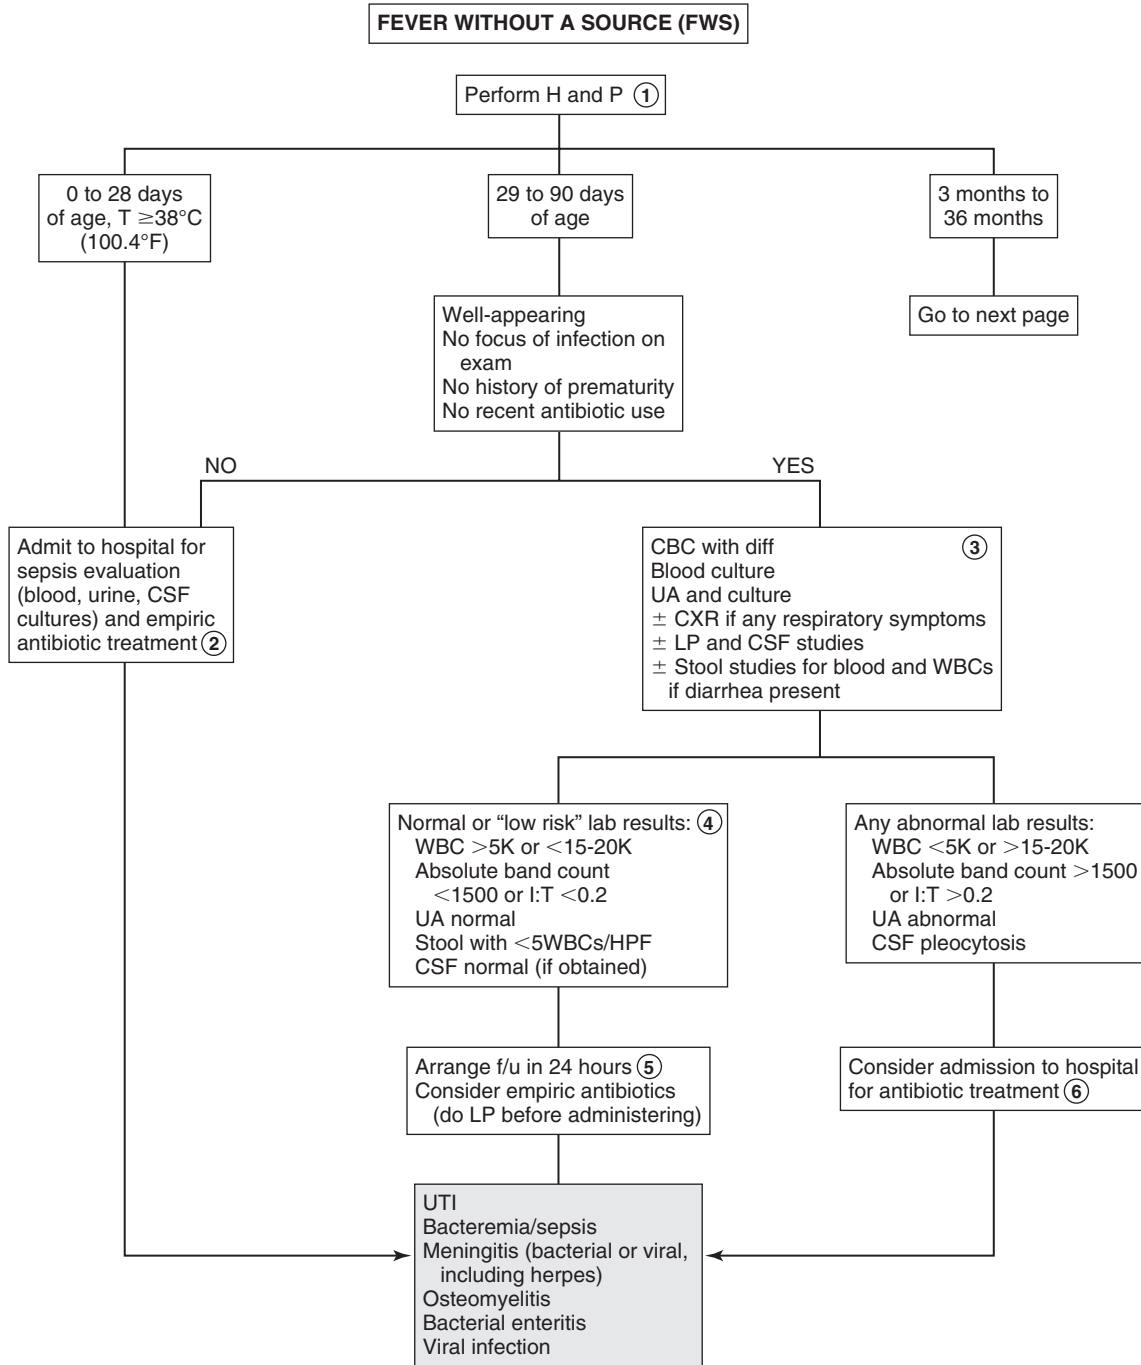 FEVER WITHOUT A SOURCE (FWS)
Perform H and P 1
0 to 28 days
of age, T ≥38°C
(100.4°F)
29 to 90 days
of age
3 months to
36 months
Go to next page
Well-appearing
No focus of infection on
exam
No history of prematurity
No recent antibiotic use
NO
YES
Admit to hospital for
sepsis evaluation
(blood, urine, CSF
cultures) and empiric
antibiotic treatment 2
CBC with diff 3
Blood culture
UA and culture
± CXR if any respiratory symptoms
± LP and CSF studies
± Stool studies for blood and WBCs
if diarrhea present
Normal or “low risk” lab results: 4
WBC >5K or <15-20K
Absolute band count
<1500 or I:T <0.2
UA normal
Stool with <5WBCs/HPF
CSF normal (if obtained)
Any abnormal lab results:
WBC <5K or >15-20K
Absolute band count >1500
or I:T >0.2
UA abnormal
CSF pleocytosis
Arrange f/u in 24 hours 5
Consider empiric antibiotics
(do LP before administering)
Consider admission to hospital
for antibiotic treatment 6
UTI
Bacteremia/sepsis
Meningitis (bacterial or viral,
including herpes)
Osteomyelitis
Bacterial enteritis
Viral infection